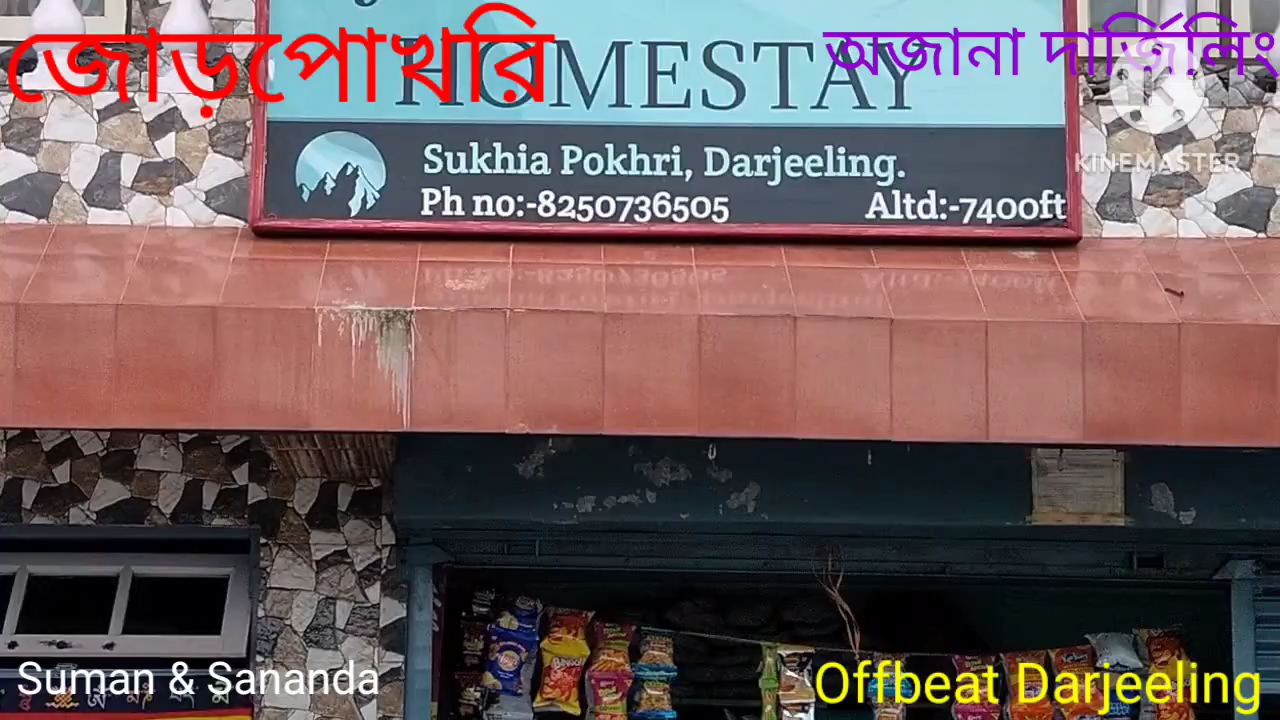 জোড়পোখরি
অজানা দার্জিলিং
HOMESTAY
KINEMASTER
Sukhia Pokhri, Darjeeling.
Ph no:-8250736505
Altd:-7400ft
Suman & Sananda
Offbeat Darjeeling